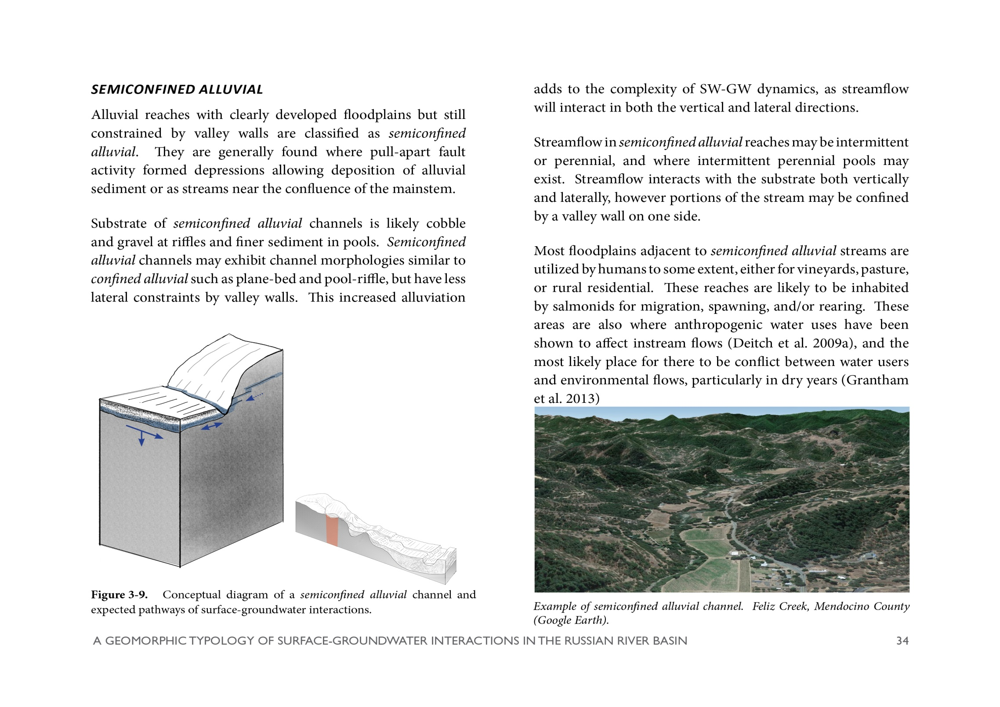 SEMICONFINED ALLUVIAL
Alluvial reaches with clearly developed floodplains but still
constrained by valley walls are classified as semiconfined
alluvial. They are generally found where pull-apart fault
activity formed depressions allowing deposition of alluvial
sediment or as streams near the confluence of the mainstem.
Substrate of semiconfined alluvial channels is likely cobble
and gravel at riffles and finer sediment in pools. Semiconfined
alluvial channels may exhibit channel morphologies similar to
confined alluvial such as plane-bed and pool-riffle, but have less
lateral constraints by valley walls. This increased alluviation
Figure 3-9. Conceptual diagram of a semiconfined alluvial channel and
expected pathways of surface-groundwater interactions.
adds to the complexity of SW-GW dynamics, as streamflow
will interact in both the vertical and lateral directions.
Streamflow in semiconfined alluvial reaches may be intermittent
or perennial, and where intermittent perennial pools may
exist. Streamflow interacts with the substrate both vertically
and laterally, however portions of the stream may be confined
by a valley wall on one side.
Most floodplains adjacent to semiconfined alluvial streams are
utilized by humans to some extent, either for vineyards, pasture,
or rural residential. These reaches are likely to be inhabited
by salmonids for migration, spawning, and/or rearing. These
areas are also where anthropogenic water uses have been
shown to affect instream flows (Deitch et al. 2009a), and the
most likely place for there to be conflict between water users
and environmental flows, particularly in dry years (Grantham
et al. 2013)
Example of semiconfined alluvial channel. Feliz Creek, Mendocino County
(Google Earth).
A GEOMORPHIC TYPOLOGY OF SURFACE-GROUNDWATER INTERACTIONS IN THE RUSSIAN RIVER BASIN
34